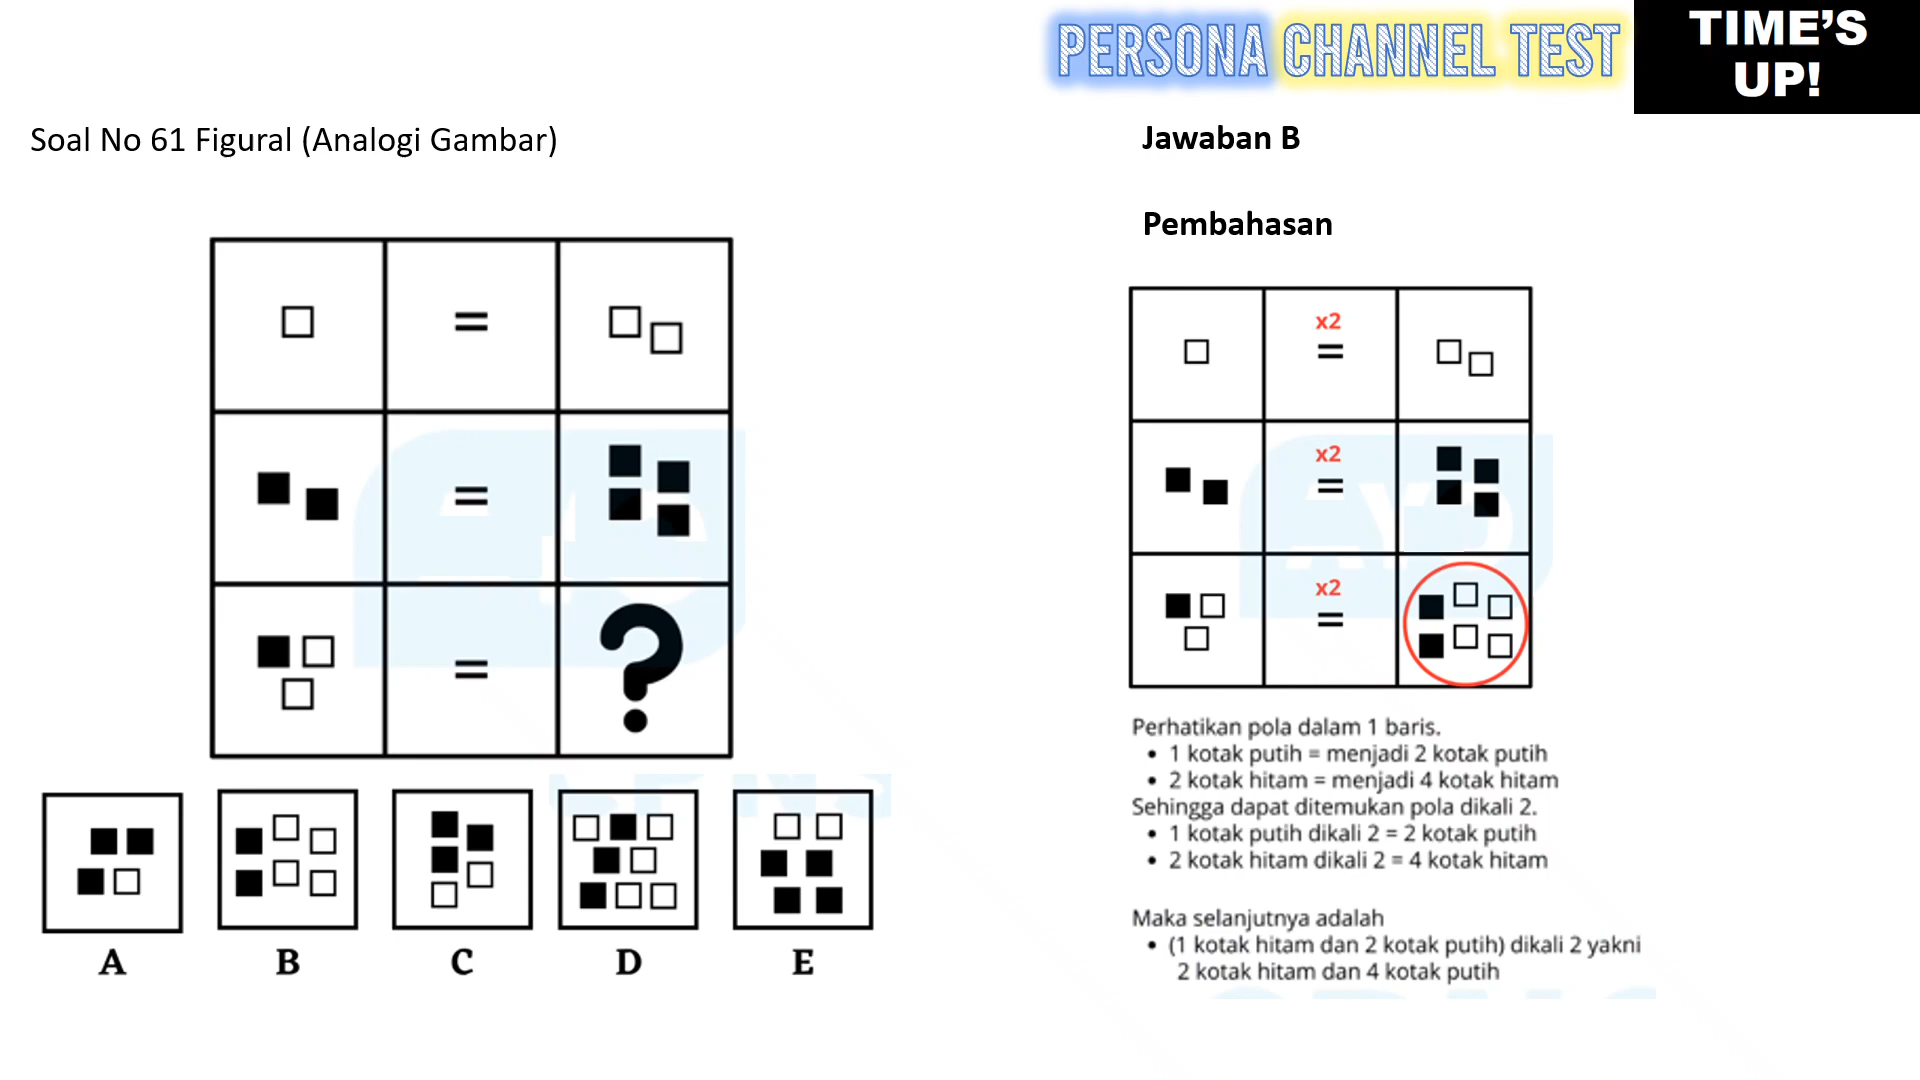 PERSONA CHANNEL TEST
TIME'S
UP!
Soal No 61 Figural (Analogi Gambar)
Jawaban B
Pembahasan
=
=
=
?
A B C D E
x2
=
x2
=
x2
=
Perhatikan pola dalam 1 baris.
• 1 kotak putih = menjadi 2 kotak putih
• 2 kotak hitam = menjadi 4 kotak hitam
Sehingga dapat ditemukan pola dikali 2.
• 1 kotak putih dikali 2 = 2 kotak putih
• 2 kotak hitam dikali 2 = 4 kotak hitam
Maka selanjutnya adalah
• (1 kotak hitam dan 2 kotak putih) dikali 2 yakni
2 kotak hitam dan 4 kotak putih